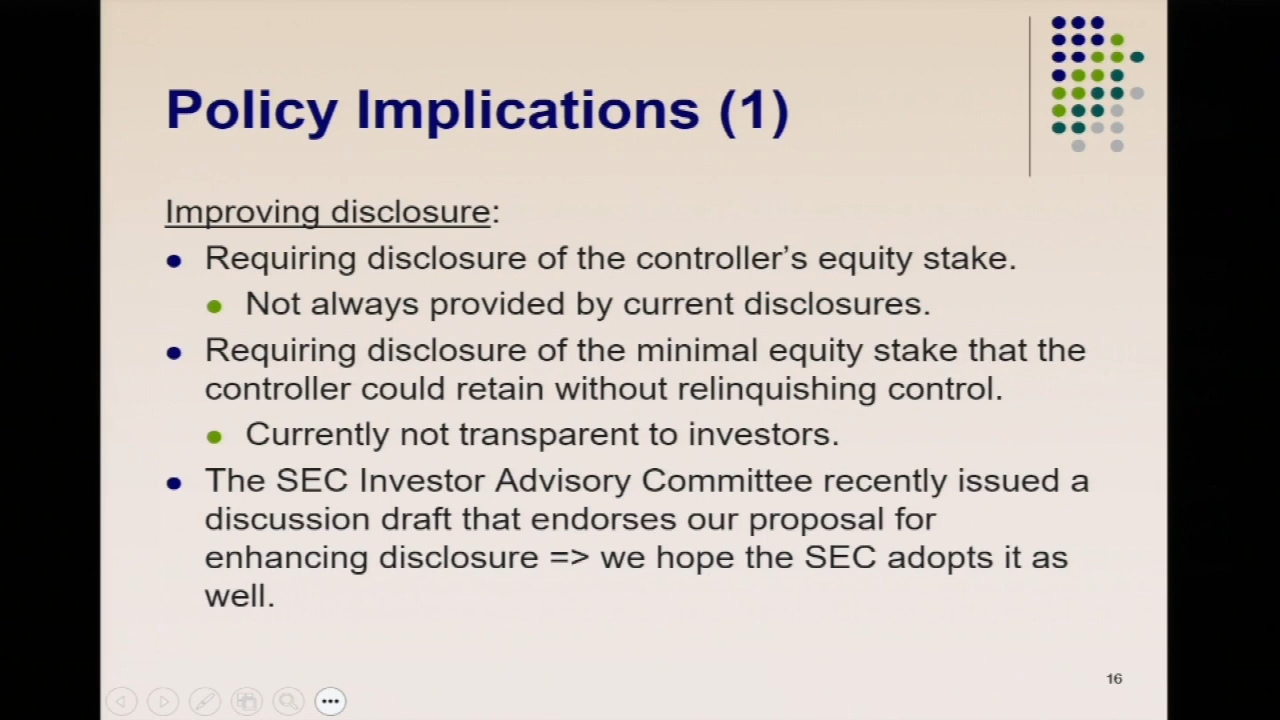 Policy Implications (1)
Improving disclosure:
Requiring disclosure of the controller’s equity stake.
Not always provided by current disclosures.
Requiring disclosure of the minimal equity stake that the
controller could retain without relinquishing control.
Currently not transparent to investors.
The SEC Investor Advisory Committee recently issued a
discussion draft that endorses our proposal for
enhancing disclosure => we hope the SEC adopts it as
well.
16